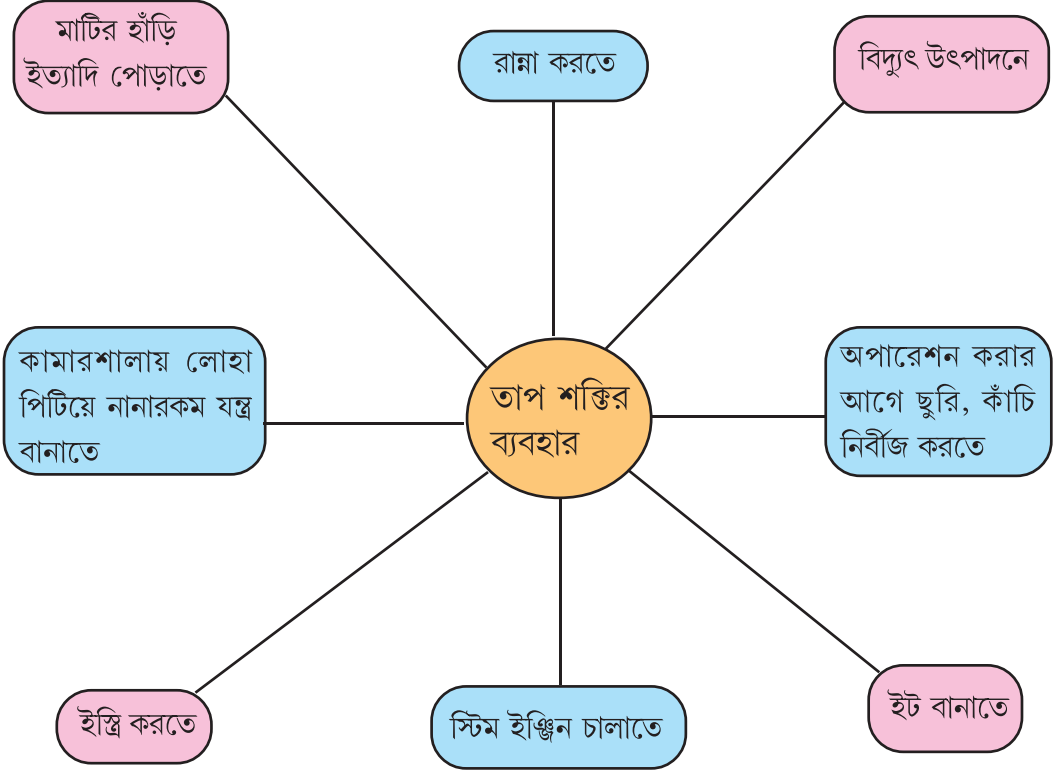 মাটির হাঁড়ি
ইত্যাদি পোড়াতে
রান্না করতে
বিদ্যুৎ উৎপাদনে
কামারশালায় লোহা
পিটিয়ে নানারকম যন্ত্র
বানাতে
তাপ শক্তির
ব্যবহার
অপারেশন করার
আগে ছুরি, কাঁচি
নির্বীজ করতে
ইস্ত্রি করতে
স্টিম ইঞ্জিন চালাতে
ইট বানাতে